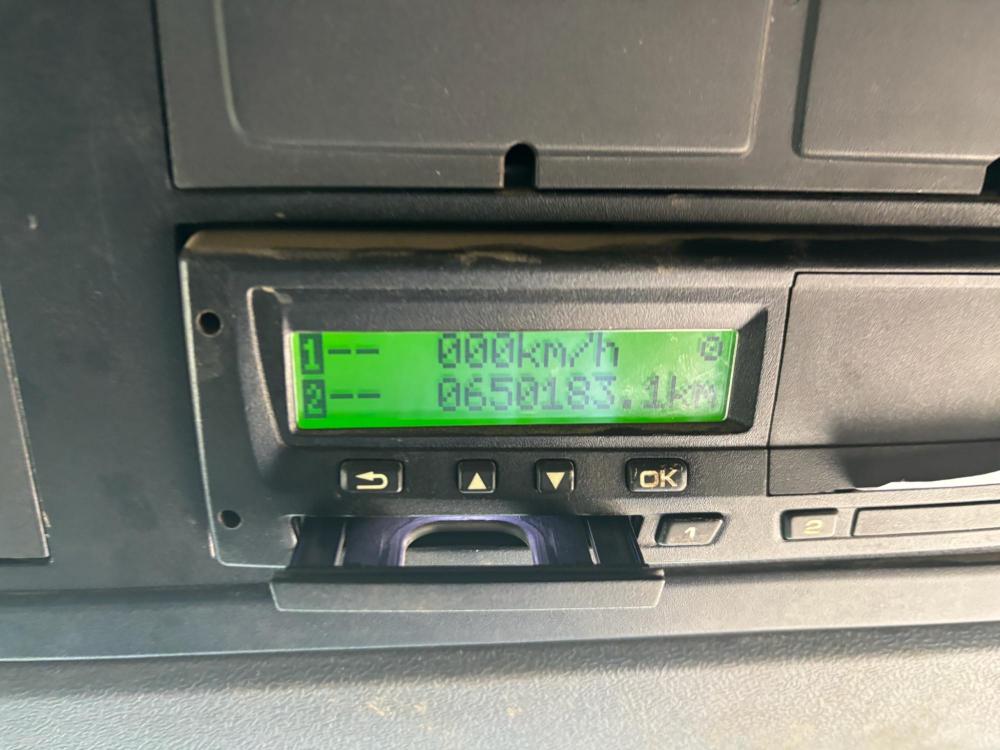 1-- 000km/h
2-- 0650183.1km
▲ ▼ OK
1 2